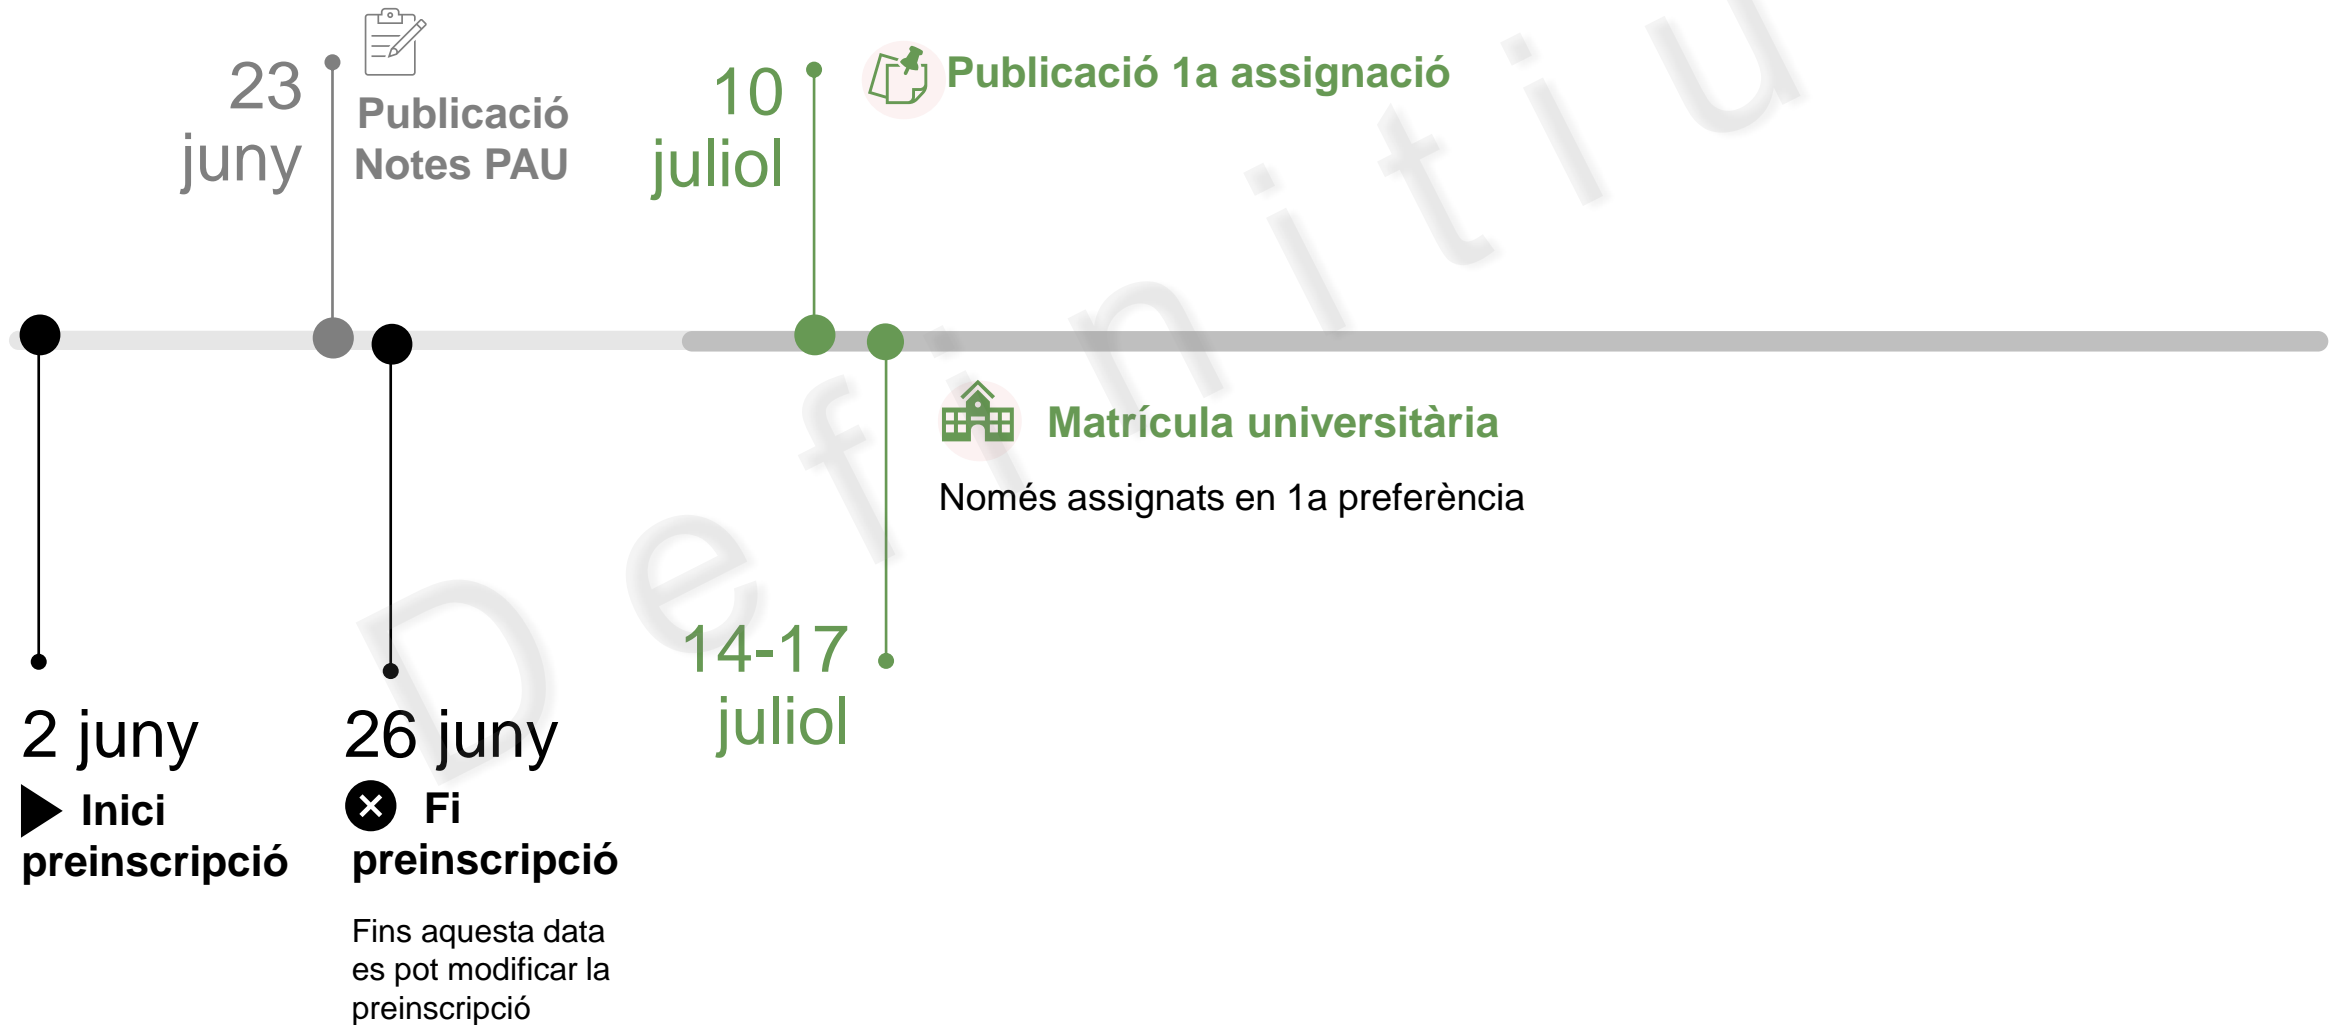 23
juny
Publicació
Notes PAU
10
juliol
Publicació 1a assignació
Matrícula universitària
Només assignats en 1a preferència
14-17
juliol
2 juny
Inici
preinscripció
26 juny
Fi
preinscripció
Fins aquesta data
es pot modificar la
preinscripció
Definitiu